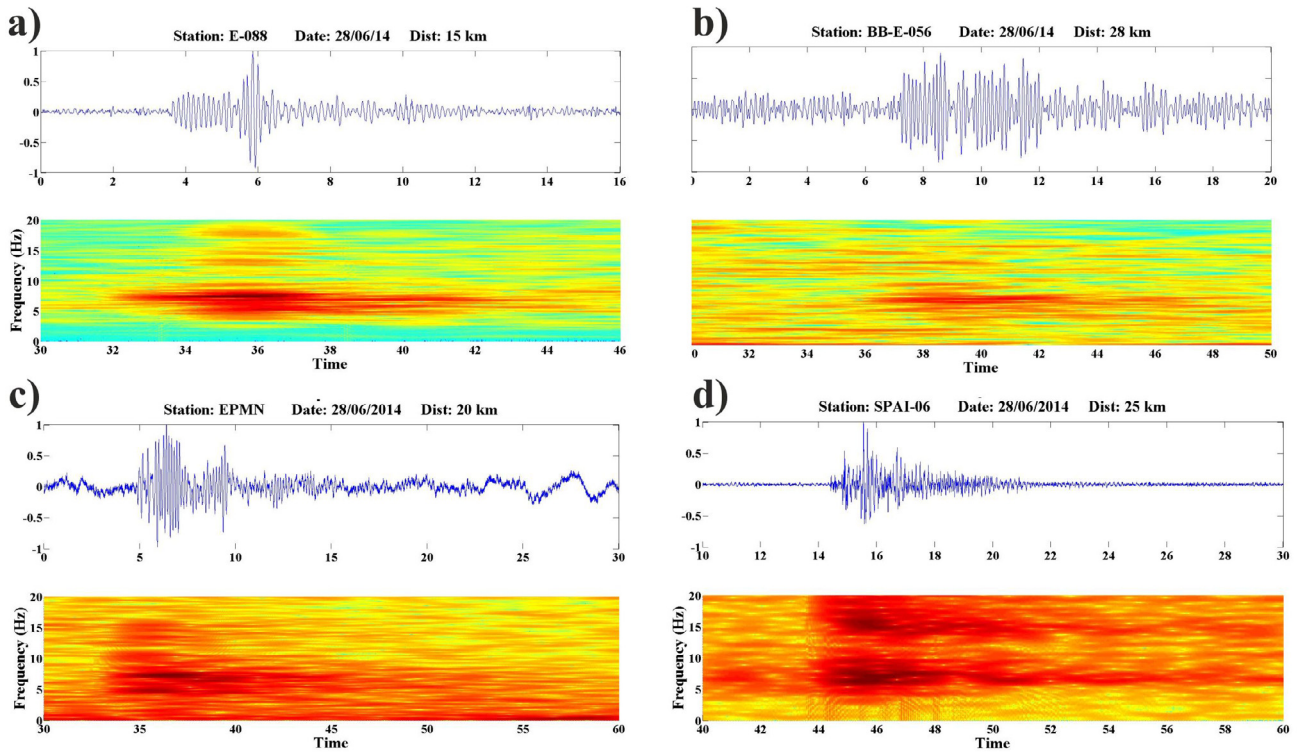 a)
Station: E-088 Date: 28/06/14 Dist: 15 km
1
0.5
0
-0.5
-1
0 2 4 6 8 10 12 14 16
20
15
10
5
0
Frequency (Hz)
30 32 34 36 38 40 42 44 46
Time
b)
Station: BB-E-056 Date: 28/06/14 Dist: 28 km
0 2 4 6 8 10 12 14 16 18 20
0 32 34 36 38 40 42 44 46 48 50
Time
c)
Station: EPMN Date: 28/06/2014 Dist: 20 km
1
0.5
0
-0.5
-1
0 5 10 15 20 25 30
20
15
10
5
0
Frequency (Hz)
30 35 40 45 50 55 60
Time
d)
Station: SPAI-06 Date: 28/06/2014 Dist: 25 km
1
0.5
0
-0.5
-1
10 12 14 16 18 20 22 24 26 28 30
20
15
10
5
0
Frequency (Hz)
40 42 44 46 48 50 52 54 56 58 60
Time